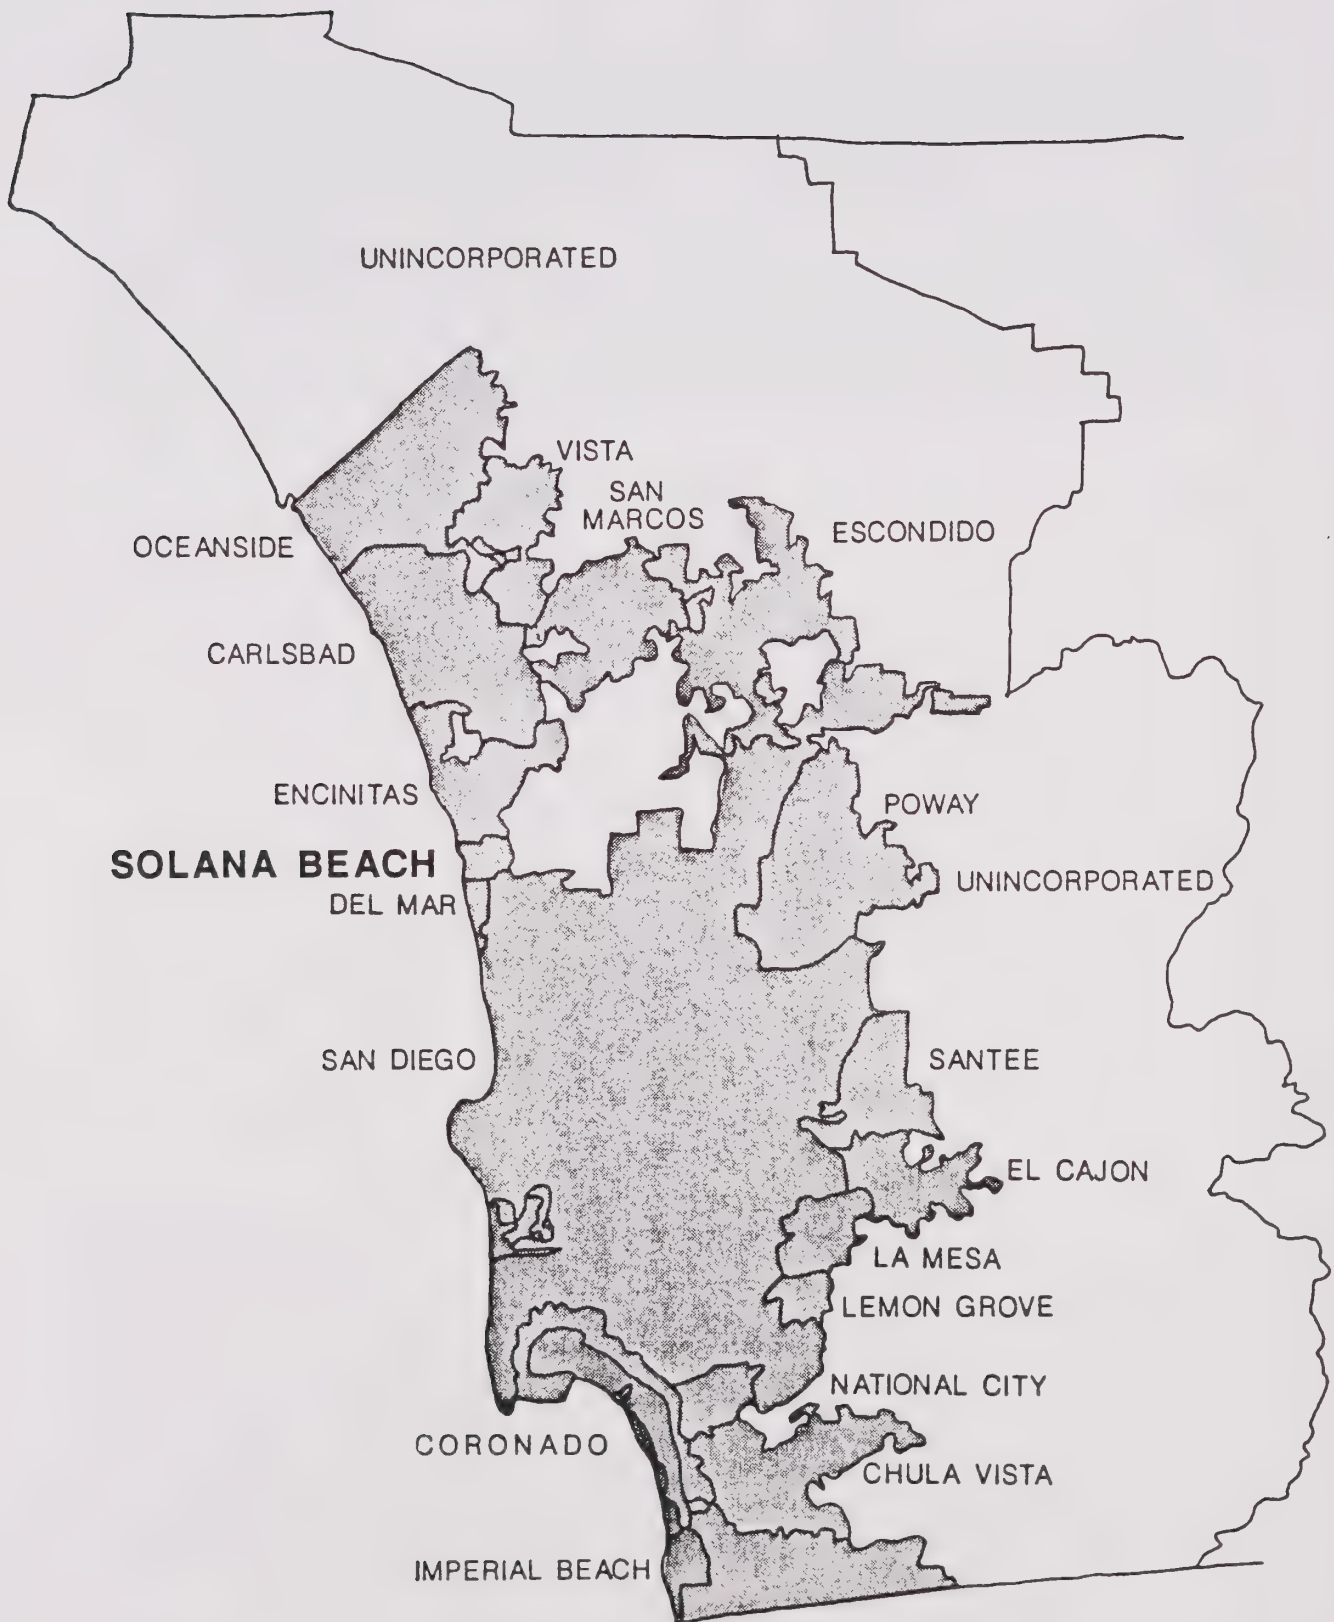 UNINCORPORATED
VISTA
SAN
MARCOS
ESCONDIDO
OCEANSIDE
CARLSBAD
ENCINITAS
POWAY
SOLANA BEACH
DEL MAR
UNINCORPORATED
SAN DIEGO
SANTEE
EL CAJON
LA MESA
LEMON GROVE
NATIONAL CITY
CORONADO
CHULA VISTA
IMPERIAL BEACH